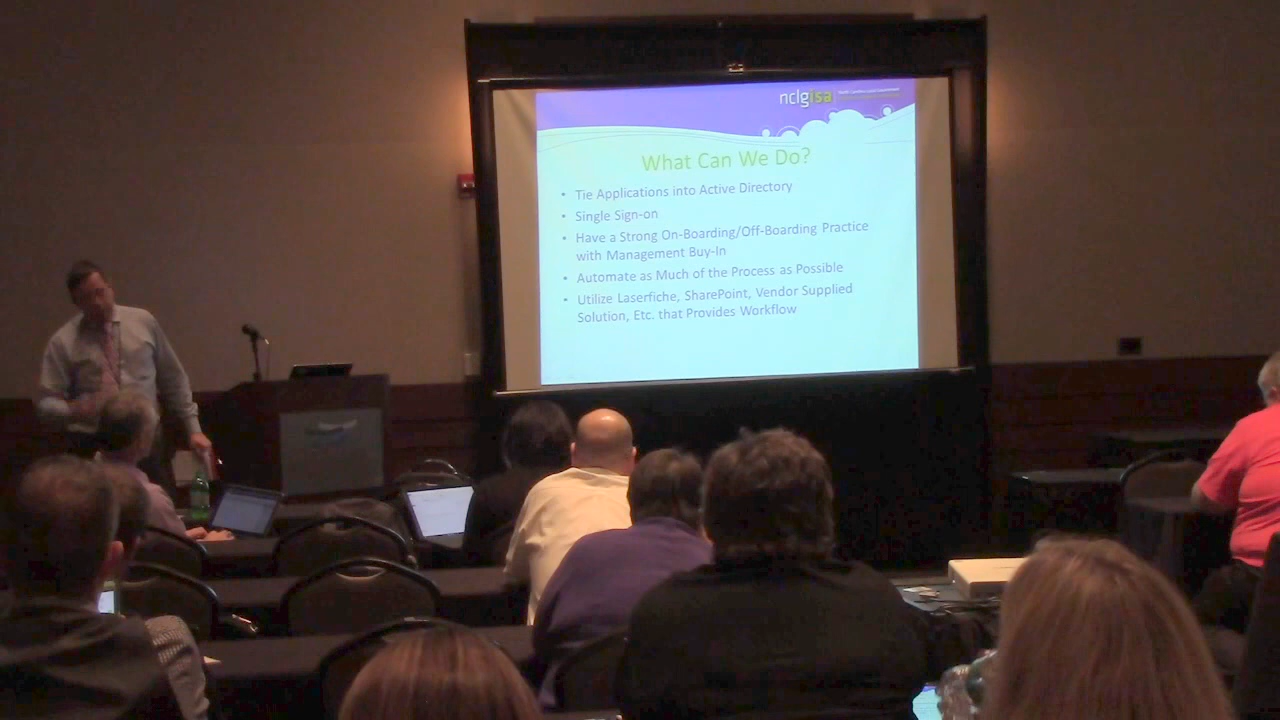 nclgisa
What Can We Do?
• Tie Applications into Active Directory
• Single Sign-on
• Have a Strong On-Boarding/Off-Boarding Practice
with Management Buy-In
• Automate as Much of the Process as Possible
• Utilize Laserfiche, SharePoint, Vendor Supplied
Solution, Etc. that Provides Workflow